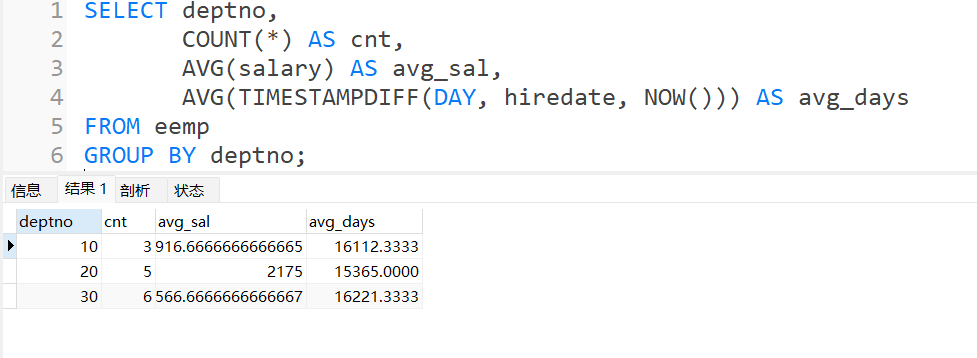 1 SELECT deptno,
2 COUNT(*) AS cnt,
3 AVG(salary) AS avg_sal,
4 AVG(TIMESTAMPDIFF(DAY, hiredate, NOW())) AS avg_days
5 FROM eemp
6 GROUP BY deptno;
信息 结果 1 剖析 状态
deptno cnt avg_sal avg_days
10 3 916.6666666666665 16112.3333
20 5 2175 15365.0000
30 6 566.6666666666667 16221.3333